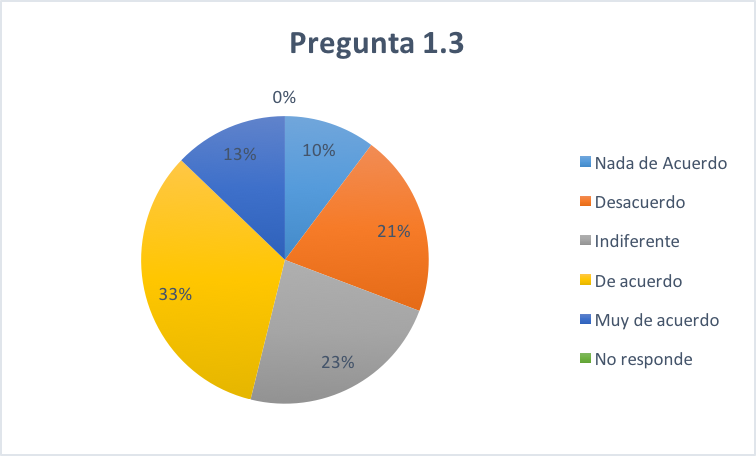 Pregunta 1.3
0%
10%
13%
21%
33%
23%
Nada de Acuerdo
Desacuerdo
Indiferente
De acuerdo
Muy de acuerdo
No responde